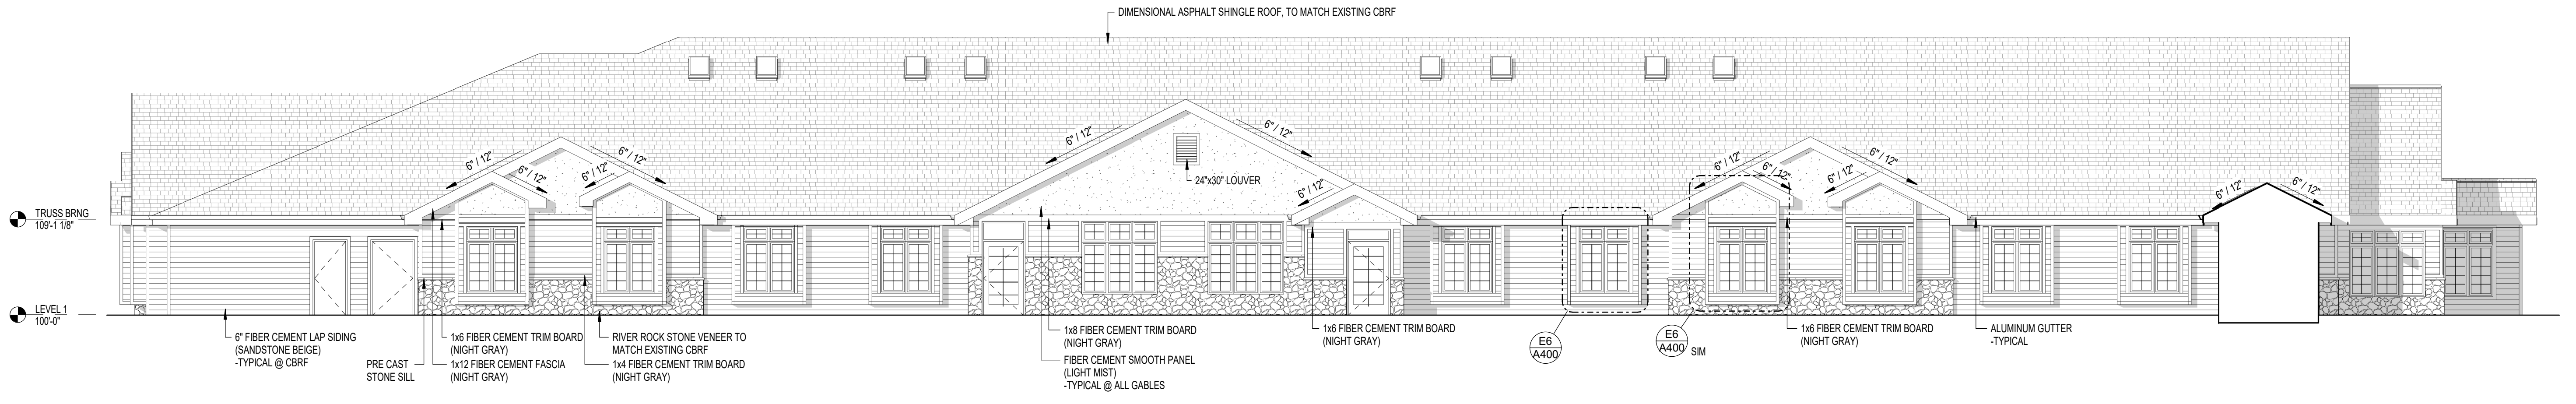 DIMENSIONAL ASPHALT SHINGLE ROOF, TO MATCH EXISTING CBRF
6" / 12"
6" / 12"
6" / 12"
6" / 12"
6" / 12"
6" / 12"
24"x30" LOUVER
6" / 12"
6" / 12"
6" / 12"
6" / 12"
6" / 12"
6" / 12"
6" / 12"
TRUSS BRNG
109'-1 1/8"
LEVEL 1
100'-0"
6" FIBER CEMENT LAP SIDING
(SANDSTONE BEIGE)
-TYPICAL @ CBRF
PRE CAST
STONE SILL
1x6 FIBER CEMENT TRIM BOARD
(NIGHT GRAY)
1x12 FIBER CEMENT FASCIA
(NIGHT GRAY)
RIVER ROCK STONE VENEER TO
MATCH EXISTING CBRF
1x4 FIBER CEMENT TRIM BOARD
(NIGHT GRAY)
1x8 FIBER CEMENT TRIM BOARD
(NIGHT GRAY)
FIBER CEMENT SMOOTH PANEL
(LIGHT MIST)
-TYPICAL @ ALL GABLES
1x6 FIBER CEMENT TRIM BOARD
(NIGHT GRAY)
E6
A400
E6
A400
SIM
1x6 FIBER CEMENT TRIM BOARD
(NIGHT GRAY)
ALUMINUM GUTTER
-TYPICAL